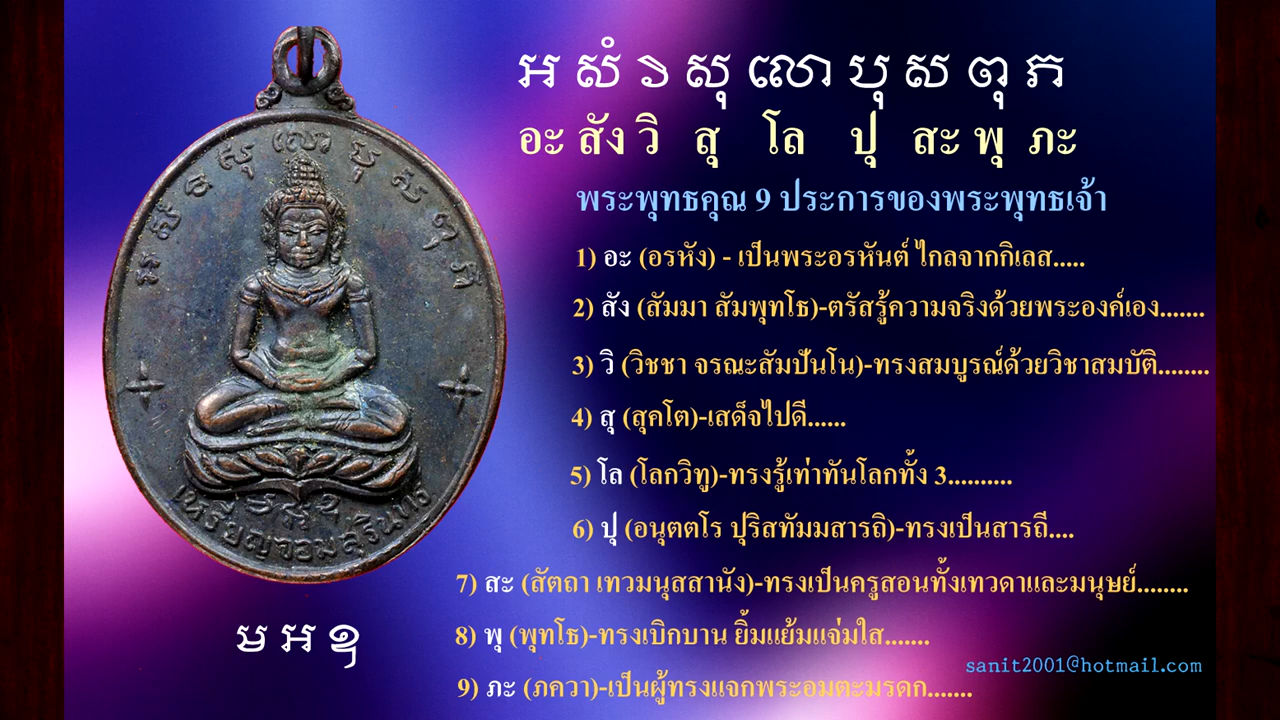 อะ สัง วิ สุ โล ปุ สะ พุ ภะ
พระพุทธคุณ 9 ประการของพระพุทธเจ้า
1) อะ (อรหัง) - เป็นพระอรหันต์ ไกลจากกิเลส.....
2) สัง (สัมมา สัมพุทโธ)-ตรัสรู้ความจริงด้วยพระองค์เอง.......
3) วิ (วิชชา จรณะสัมปันโน)-ทรงสมบูรณ์ด้วยวิชาสมบัติ........
4) สุ (สุคโต)-เสด็จไปดี......
5) โล (โลกวิทู)-ทรงรู้เท่าทันโลกทั้ง 3..........
6) ปุ (อนุตตโร ปุริสทัมมสารถิ)-ทรงเป็นสารถี....
7) สะ (สัตถา เทวมนุสสานัง)-ทรงเป็นครูสอนทั้งเทวดาและมนุษย์........
8) พุ (พุทโธ)-ทรงเบิกบาน ยิ้มแย้มแจ่มใส.......
sanit2001@hotmail.com
9) ภะ (ภควา)-เป็นผู้ทรงแจกพระอมตะมรดก.......
เหรียญจอมสุรินทร์